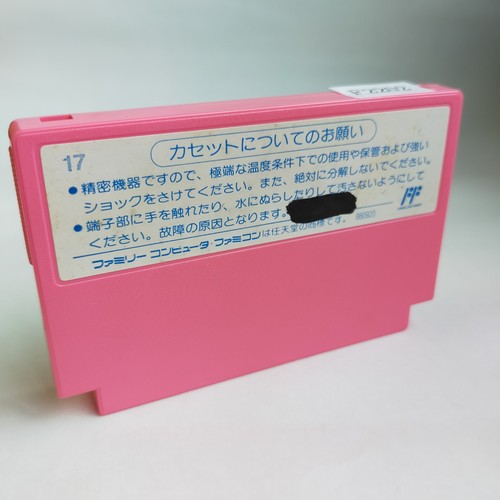 17
カセットについてのお願い
●精密機器ですので、極端な温度条件下での使用や保管および強い
ショックをさけてください。また、絶対に分解しないでください。
●端子部に手を触れたり、水にぬらしたりして汚さないようにして
ください。故障の原因となります。
ファミリーコンピュータ・ファミコンは任天堂の商標です。
FF